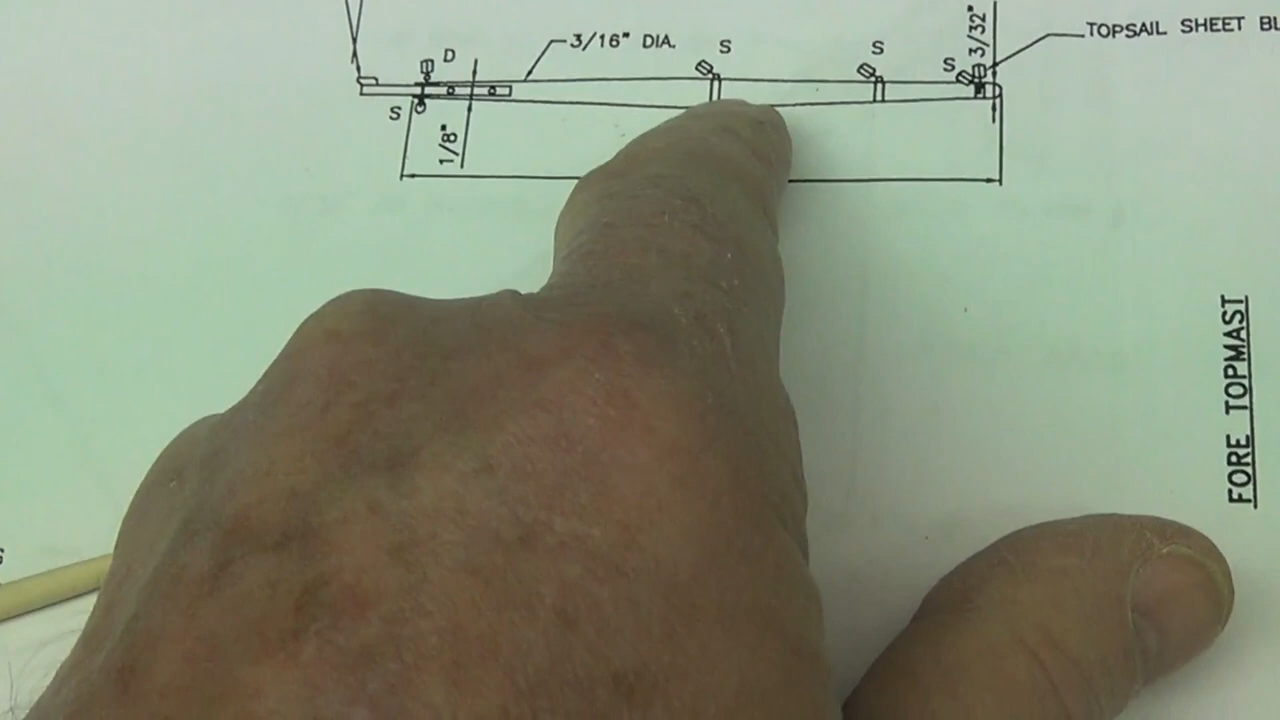 3/32"
TOPSAIL SHEET
3/16" DIA.
S
S
D
S
S
1/8"
FORE TOPMAST